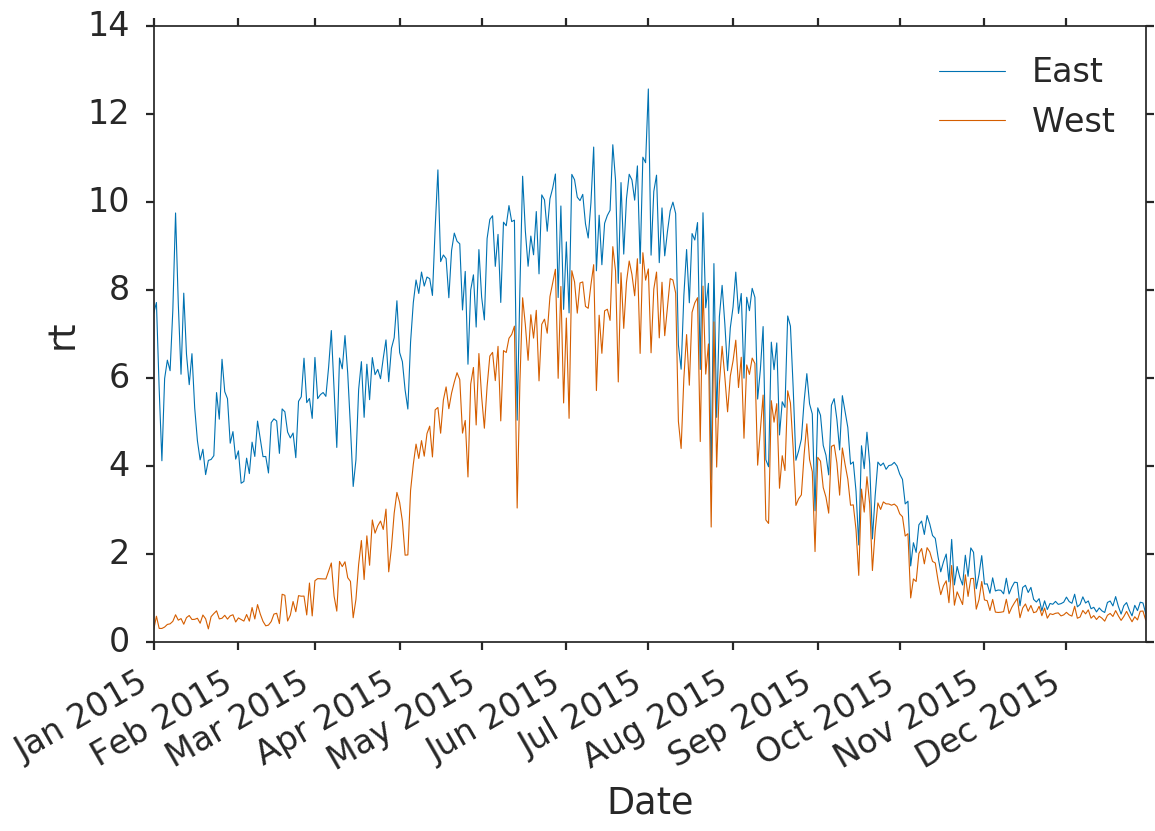 14
12
10
8
6
4
2
0
rt
East
West
Jan 2015
Feb 2015
Mar 2015
Apr 2015
May 2015
Jun 2015
Jul 2015
Aug 2015
Sep 2015
Oct 2015
Nov 2015
Dec 2015
Date